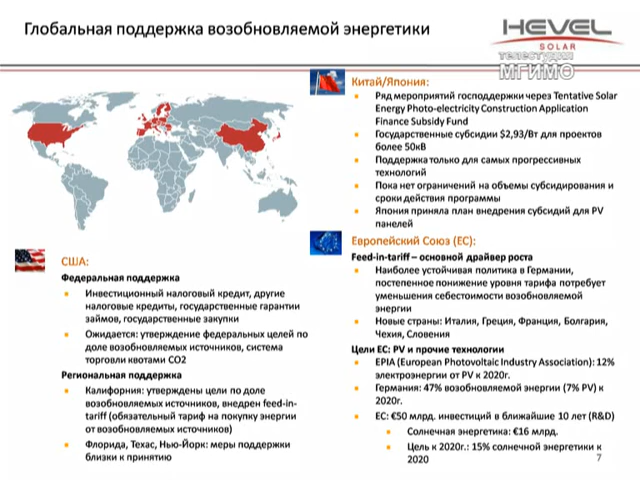 Глобальная поддержка возобновляемой энергетики
HEVEL
SOLAR
телестудия
МГИМО
Китай/Япония:
Ряд мероприятий господдержки через Tentative Solar
Energy Photo-electricity Construction Application
Finance Subsidy Fund
Государственные субсидии $2,93/Вт для проектов
более 50кВ
Поддержка только для самых прогрессивных
технологий
Пока нет ограничений на объемы субсидирования и
сроки действия программы
Япония приняла план внедрения субсидий для PV
панелей
Европейский Союз (ЕС):
Feed-in-tariff – основной драйвер роста
Наиболее устойчивая политика в Германии,
постепенное понижение уровня тарифа потребует
уменьшения себестоимости возобновляемой
энергии
Новые страны: Италия, Греция, Франция, Болгария,
Чехия, Словения
Цели ЕС: PV и прочие технологии
EPIA (European Photovoltaic Industry Association): 12%
электроэнергии от PV к 2020г.
Германия: 47% возобновляемой энергии (7% PV) к
2020г.
ЕС: €50 млрд. инвестиций в ближайшие 10 лет (R&D)
Солнечная энергетика: €16 млрд.
Цель к 2020г.: 15% солнечной энергетики к
2020
США:
Федеральная поддержка
Инвестиционный налоговый кредит, другие
налоговые кредиты, государственные гарантии
займов, государственные закупки
Ожидается: утверждение федеральных целей по
доле возобновляемых источников, система
торговли квотами CO2
Региональная поддержка
Калифорния: утверждены цели по доле
возобновляемых источников, внедрен feed-in-
tariff (обязательный тариф на покупку энергии
от возобновляемых источников)
Флорида, Техас, Нью-Йорк: меры поддержки
близки к принятию
7